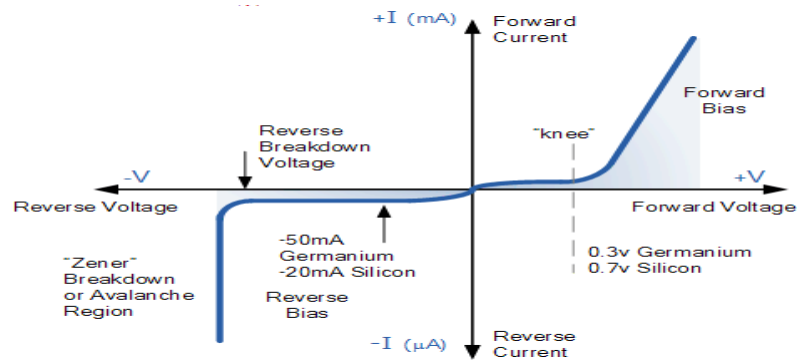 +I (mA)
Forward
Current
Forward
Bias
"knee"
Reverse
Breakdown
Voltage
-V
+V
Reverse Voltage
Forward Voltage
-50mA
Germanium
-20mA Silicon
0.3v Germanium
0.7v Silicon
"Zener"
Breakdown
or Avalanche
Region
Reverse
Bias
-I (µA)
Reverse
Current